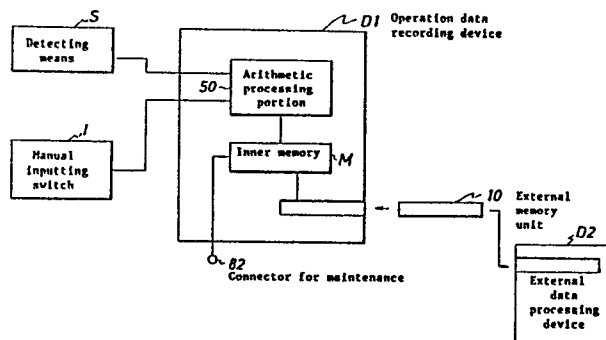 S
Detecting
means
D1
Operation data
recording device
50
Arithmetic
processing
portion
1
Manual
inputting
switch
Inner memory
M
10
External
memory
unit
82
Connector for maintenance
D2
External
data
processing
device